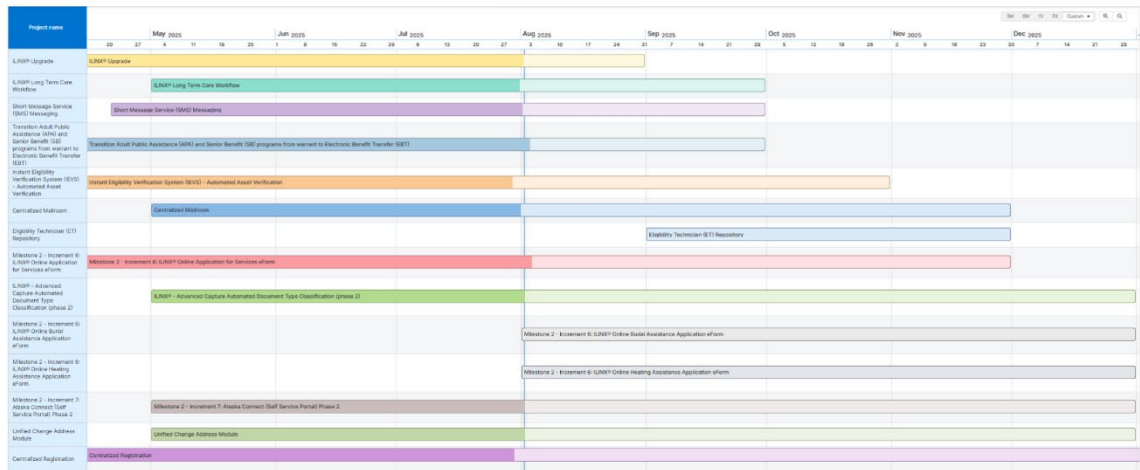 3M 6M 1Y Fit Custom
Project name
May 2025 Jun 2025 Jul 2025 Aug 2025 Sep 2025 Oct 2025 Nov 2025 Dec 2025
20 27 4 11 18 25 1 8 15 22 29 6 13 20 27 3 10 17 24 31 7 14 21 28 5 12 19 26 2 9 16 23 30 7 14 21 28
ILINX® Upgrade
ILINX® Upgrade
ILINX® Long Term Care
Workflow
ILINX® Long Term Care Workflow
Short Message Service
(SMS) Messaging
Short Message Service (SMS) Messaging
Transition Adult Public
Assistance (APA) and
Senior Benefit (SB)
programs from warrant to
Electronic Benefit Transfer
(EBT)
Transition Adult Public Assistance (APA) and Senior Benefit (SB) programs from warrant to Electronic Benefit Transfer (EBT)
Instant Eligibility
Verification System (IEVS)
- Automated Asset
Verification
Instant Eligibility Verification System (IEVS) - Automated Asset Verification
Centralized Mailroom
Centralized Mailroom
Eligibility Technician (ET)
Repository
Eligibility Technician (ET) Repository
Milestone 2 - Increment 6:
ILINX® Online Application
for Services eForm
Milestone 2 - Increment 6: ILINX® Online Application for Services eForm
ILINX® - Advanced
Capture Automated
Document Type
Classification (phase 2)
ILINX® - Advanced Capture Automated Document Type Classification (phase 2)
Milestone 2 - Increment 6:
ILINX® Online Burial
Assistance Application
eForm
Milestone 2 - Increment 6: ILINX® Online Burial Assistance Application eForm
Milestone 2 - Increment 6:
ILINX® Online Heating
Assistance Application
eForm
Milestone 2 - Increment 6: ILINX® Online Heating Assistance Application eForm
Milestone 2 - Increment 7:
Alaska Connect (Self
Service Portal) Phase 2
Milestone 2 - Increment 7: Alaska Connect (Self Service Portal) Phase 2
Unified Change Address
Module
Unified Change Address Module
Centralized Registration
Centralized Registration